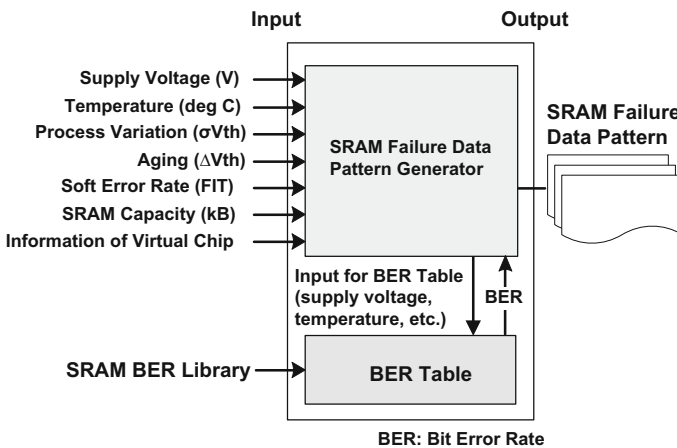 Input
Output
Supply Voltage (V)
Temperature (deg C)
Process Variation (σVth)
Aging (ΔVth)
Soft Error Rate (FIT)
SRAM Capacity (kB)
Information of Virtual Chip
SRAM Failure Data
Pattern Generator
SRAM Failure
Data Pattern
Input for BER Table
(supply voltage,
temperature, etc.)
BER
SRAM BER Library
BER Table
BER: Bit Error Rate